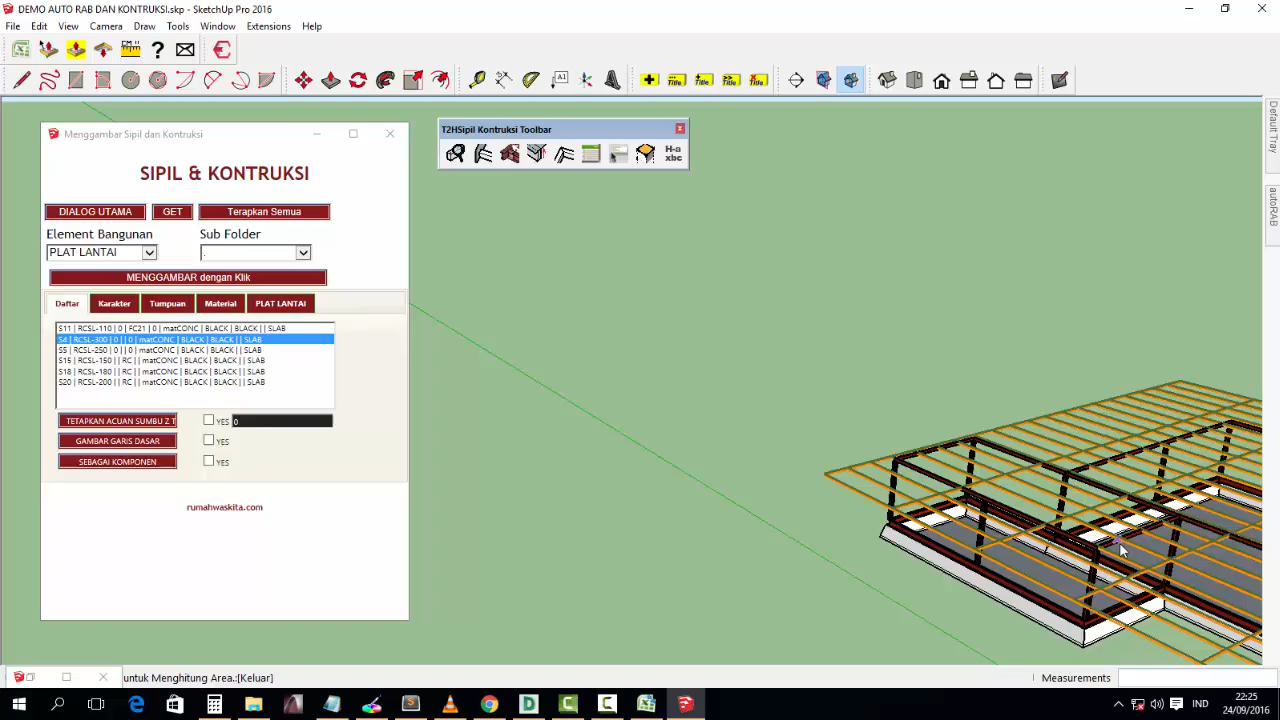 DEMO AUTO RAB DAN KONTRUKSI.skp - SketchUp Pro 2016
File Edit View Camera Draw Tools Window Extensions Help
A1 Title Title Title Title
Menggambar Sipil dan Kontruksi
T2HSipil Kontruksi Toolbar
H-a
xbc
Default Tray
autoRAB
SIPIL & KONTRUKSI
DIALOG UTAMA GET Terapkan Semua
Element Bangunan Sub Folder
PLAT LANTAI .
MENGGAMBAR dengan Klik
Daftar Karakter Tumpuan Material PLAT LANTAI
S11 | RCSL-110 | 0 | FC21 | 0 | matCONC | BLACK | BLACK | | SLAB
S4 | RCSL-300 | 0 | | 0 | matCONC | BLACK | BLACK | | SLAB
S5 | RCSL-250 | 0 | | 0 | matCONC | BLACK | BLACK | | SLAB
S15 | RCSL-150 | | RC | | matCONC | BLACK | BLACK | | SLAB
S18 | RCSL-180 | | RC | | matCONC | BLACK | BLACK | | SLAB
S20 | RCSL-200 | | RC | | matCONC | BLACK | BLACK | | SLAB
TETAPKAN ACUAN SUMBU Z T YES 0
GAMBAR GARIS DASAR YES
SEBAGAI KOMPONEN YES
rumahwaskita.com
untuk Menghitung Area.:[Keluar] Measurements
IND
22:25
24/09/2016